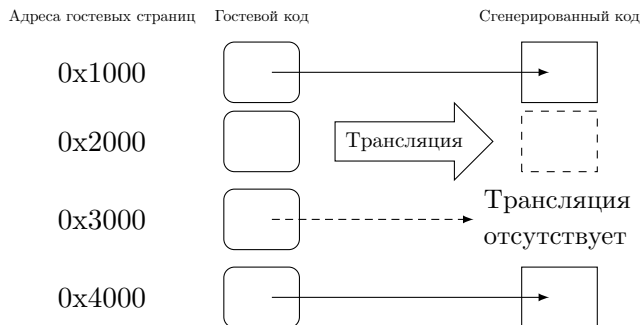 Адреса гостевых страниц Гостевой код Сгенерированный код
0x1000
0x2000 Трансляция
0x3000 Трансляция
отсутствует
0x4000